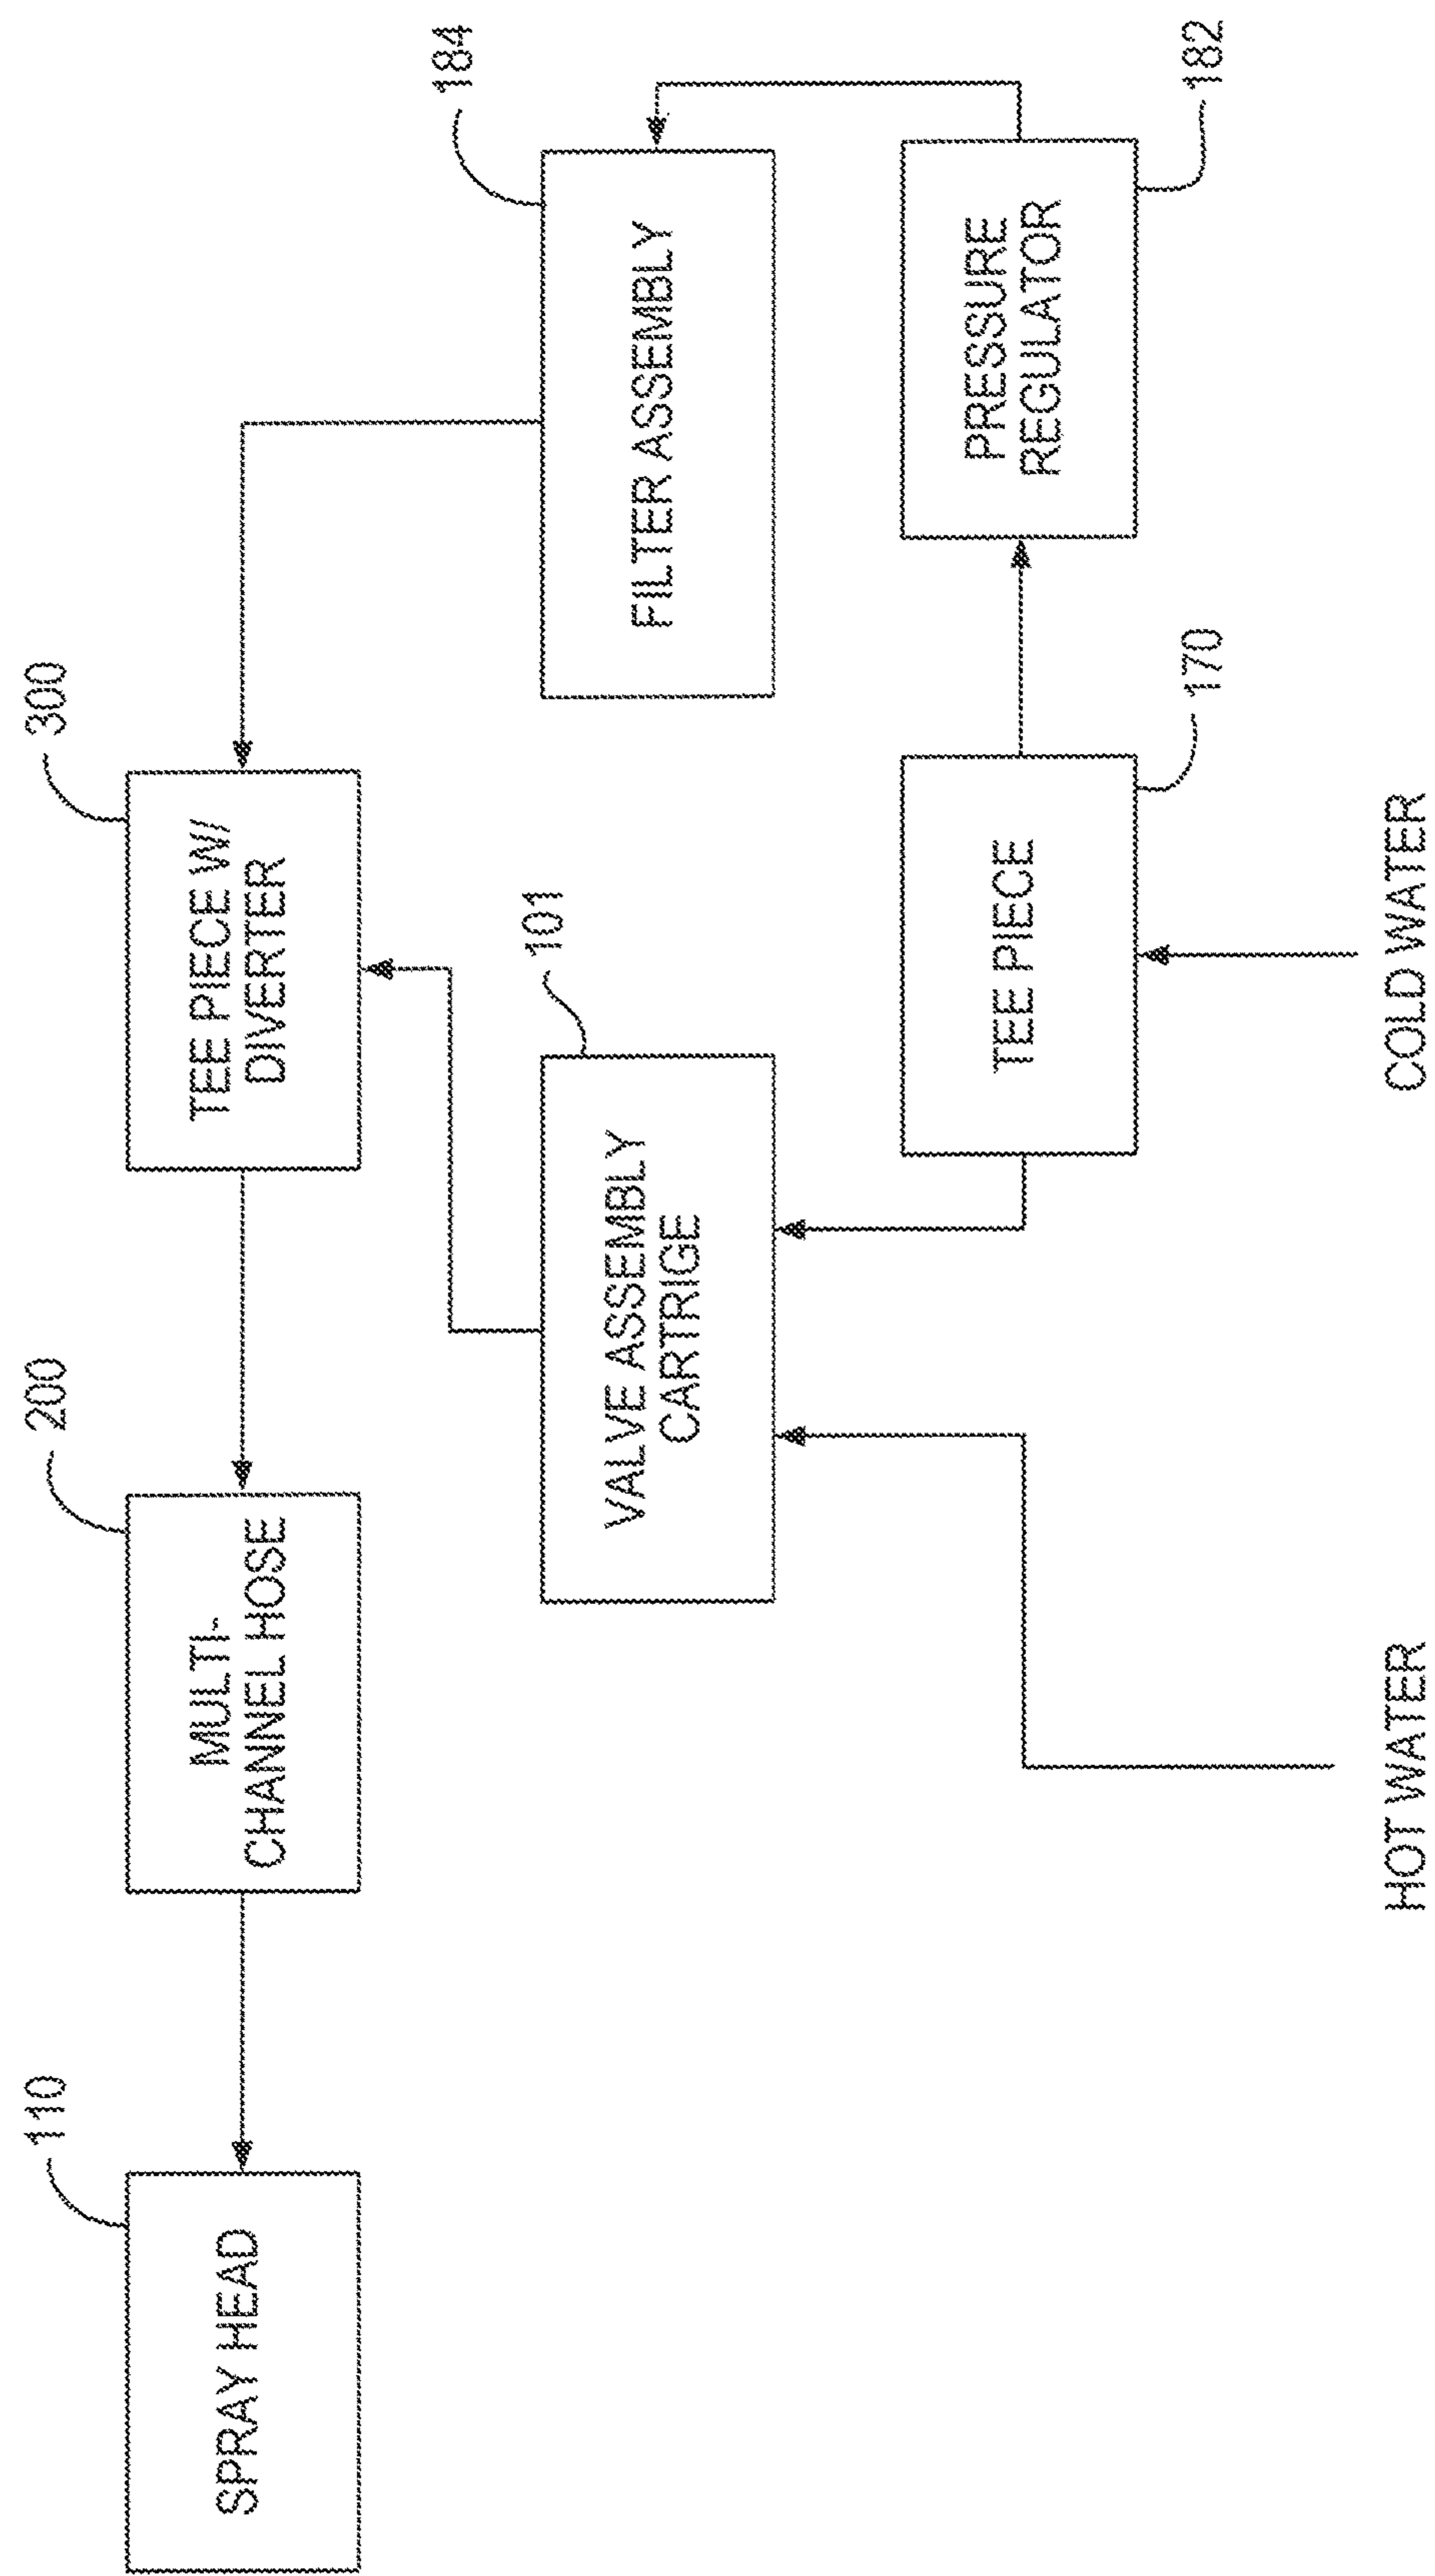 110
SPRAY HEAD
200
MULTI-
CHANNEL HOSE
300
TEE PIECE W/
DIVERTER
184
FILTER ASSEMBLY
101
VALVE ASSEMBLY
CARTRIGE
182
PRESSURE
REGULATOR
170
TEE PIECE
HOT WATER
COLD WATER